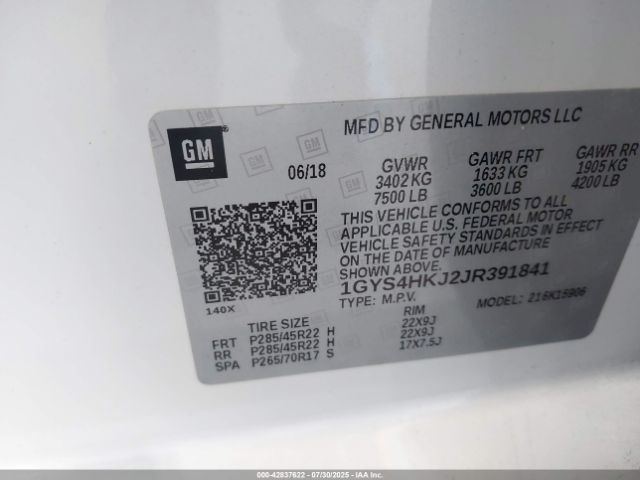 GM
MFD BY GENERAL MOTORS LLC
06/18
GVWR GAWR FRT GAWR RR
3402 KG 1633 KG 1905 KG
7500 LB 3600 LB 4200 LB
THIS VEHICLE CONFORMS TO ALL
APPLICABLE U.S. FEDERAL MOTOR
VEHICLE SAFETY STANDARDS IN EFFECT
ON THE DATE OF MANUFACTURE
SHOWN ABOVE.
1GYS4HKJ2JR391841
TYPE: M.P.V. MODEL: 216K15906
140X
TIRE SIZE RIM
FRT P285/45R22 H 22X9J
RR P285/45R22 H 22X9J
SPA P265/70R17 S 17X7.5J
000-42837622 - 07/30/2025 - IAAI Inc.